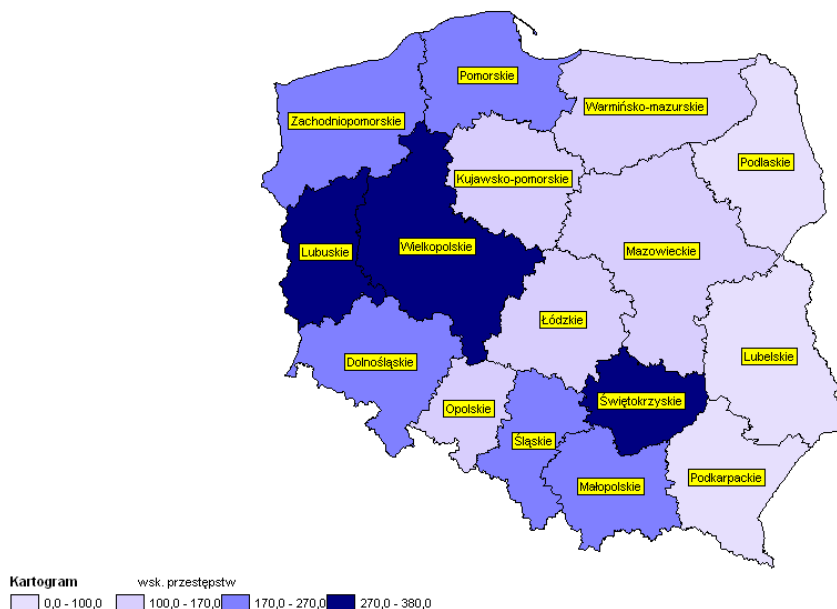 Pomorskie
Warmińsko-mazurskie
Zachodniopomorskie
Podlaskie
Kujawsko-pomorskie
Wielkopolskie
Lubuskie
Mazowieckie
Łódzkie
Lubelskie
Dolnośląskie
Świętokrzyskie
Opolskie
Śląskie
Podkarpackie
Małopolskie
Kartogram wsk. przestępstw
0,0 - 100,0 100,0 - 170,0 170,0 - 270,0 270,0 - 380,0